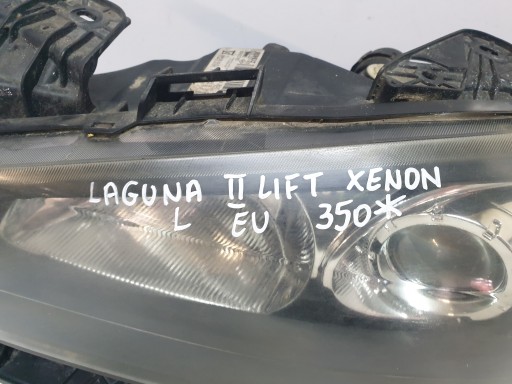 LAGUNA II LIFT XENON
L EU 350*